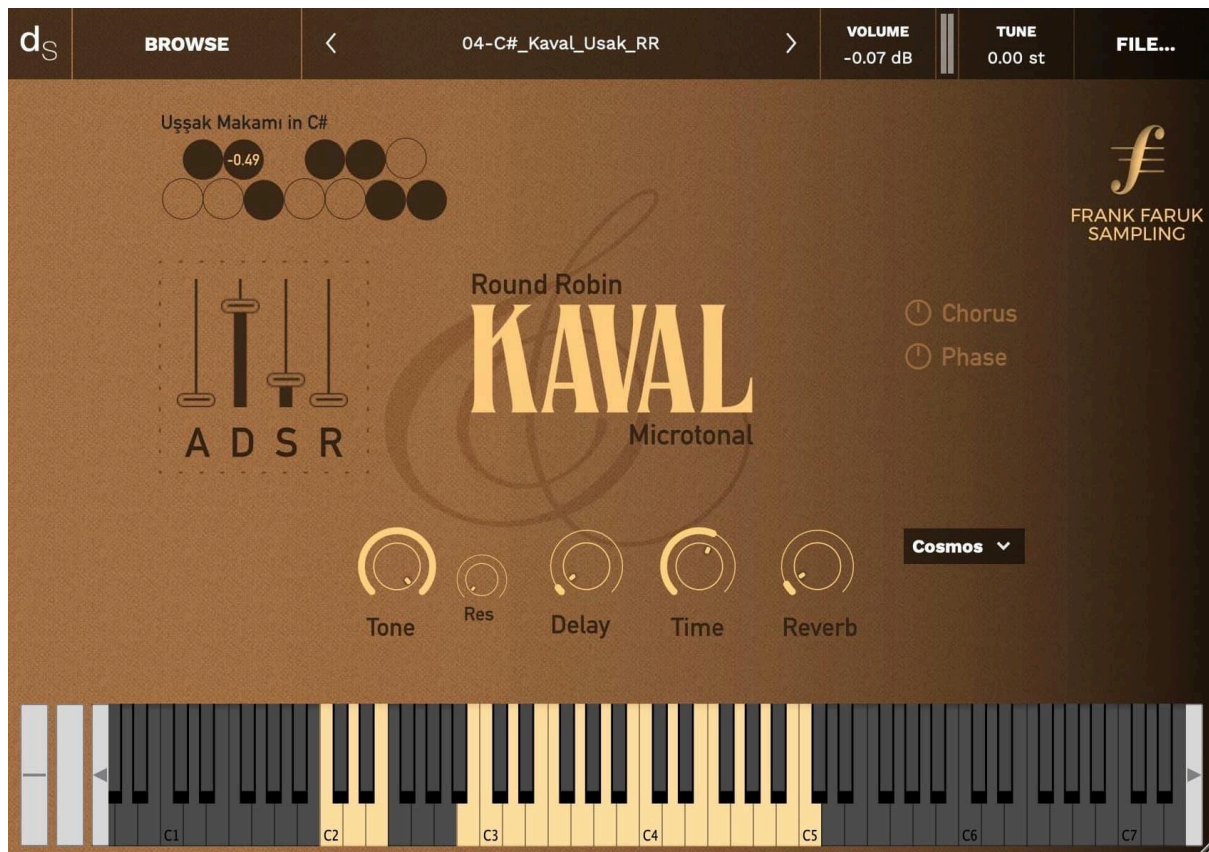 ds
BROWSE
04-C#_Kaval_Usak_RR
VOLUME
-0.07 dB
TUNE
0.00 st
FILE...
Uşşak Makamı in C#
-0.49
FRANK FARUK
SAMPLING
Round Robin
KAVAL
Microtonal
Chorus
Phase
A D S R
Cosmos
Tone
Res
Delay
Time
Reverb
C1
C2
C3
C4
C5
C6
C7